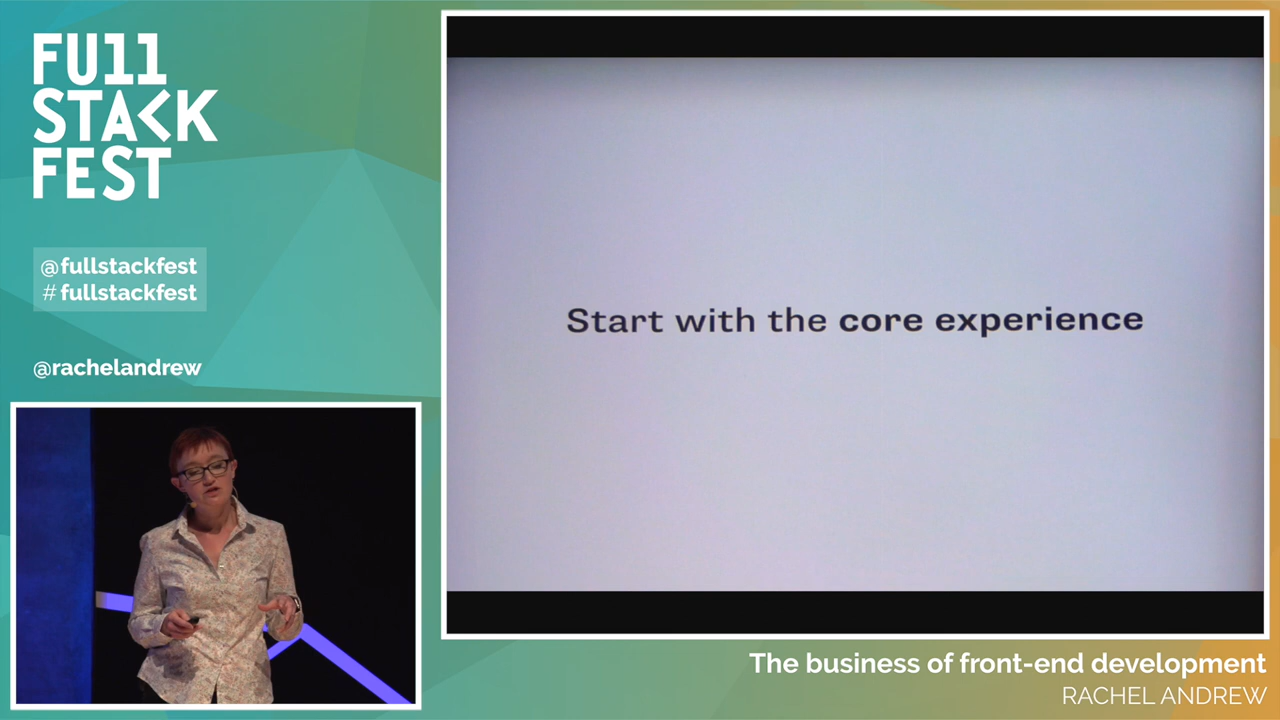 FULL
STACK
FEST
@fullstackfest
# fullstackfest
@rachelandrew
Start with the core experience
The business of front-end development
RACHEL ANDREW